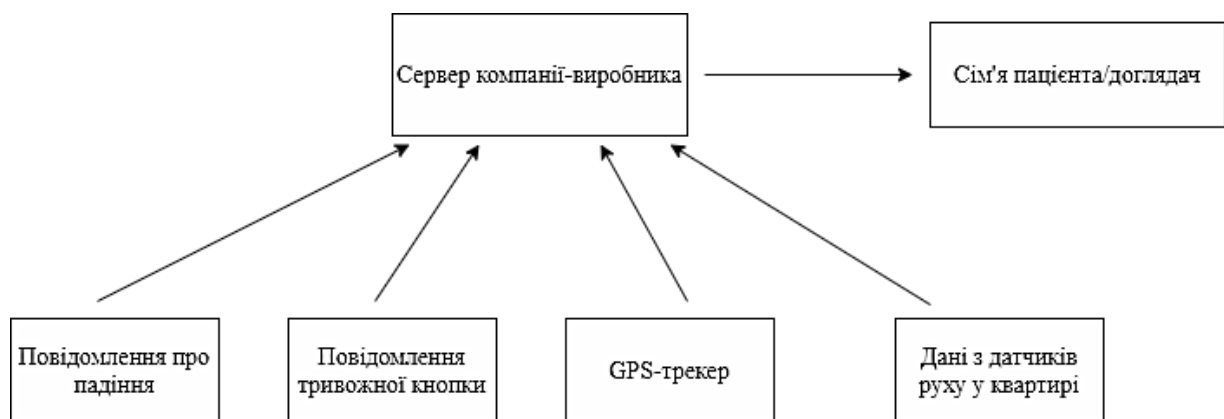 Сервер компанії-виробника
Сім'я пацієнта/доглядач
Повідомлення про
падіння
Повідомлення
тривожної кнопки
GPS-трекер
Дані з датчиків
руху у квартирі